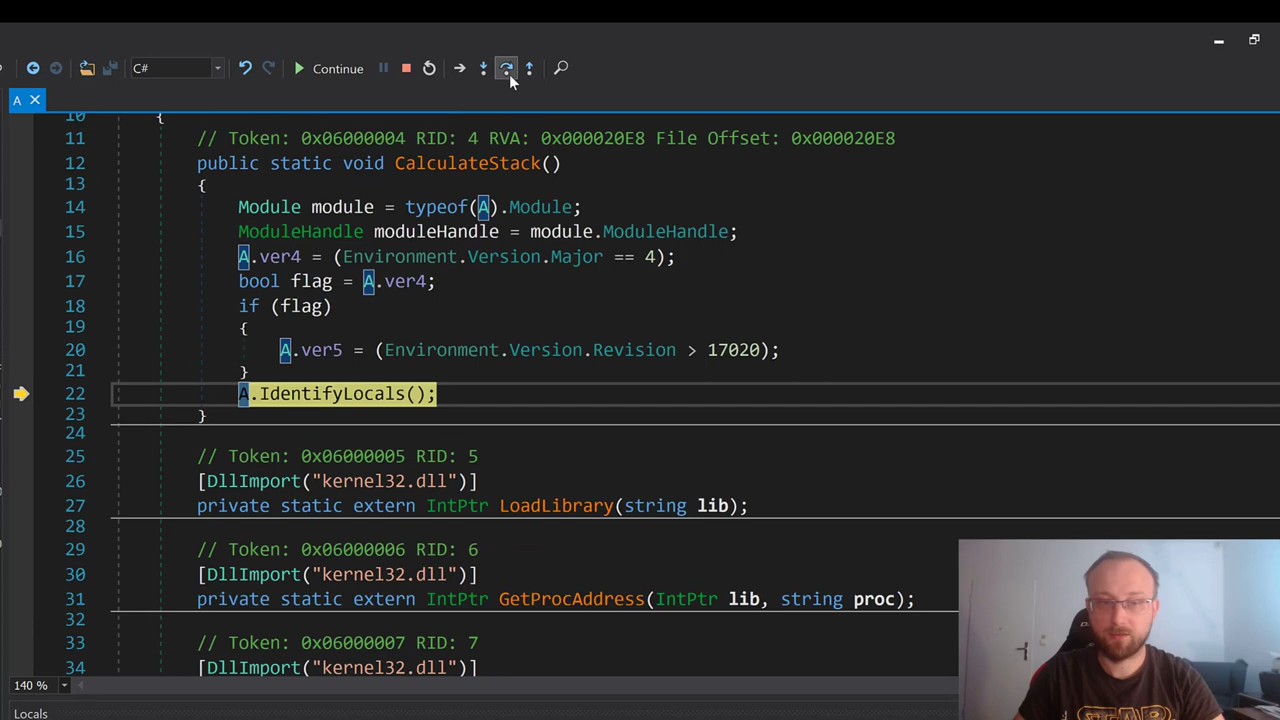 C# Continue
A
10 {
11 // Token: 0x06000004 RID: 4 RVA: 0x000020E8 File Offset: 0x000020E8
12 public static void CalculateStack()
13 {
14 Module module = typeof(A).Module;
15 ModuleHandle moduleHandle = module.ModuleHandle;
16 A.ver4 = (Environment.Version.Major == 4);
17 bool flag = A.ver4;
18 if (flag)
19 {
20 A.ver5 = (Environment.Version.Revision > 17020);
21 }
22 A.IdentifyLocals();
23 }
24
25 // Token: 0x06000005 RID: 5
26 [DllImport("kernel32.dll")]
27 private static extern IntPtr LoadLibrary(string lib);
28
29 // Token: 0x06000006 RID: 6
30 [DllImport("kernel32.dll")]
31 private static extern IntPtr GetProcAddress(IntPtr lib, string proc);
32
33 // Token: 0x06000007 RID: 7
34 [DllImport("kernel32.dll")]
140 %
Locals